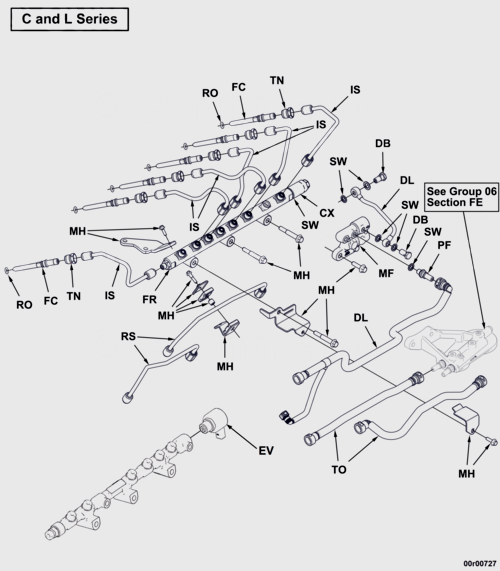 C and L Series
TN
FC
RO
IS
IS
DB
SW
DL
See Group 06
Section FE
SW
DB
SW
PF
CX
SW
IS
MH
MH
MF
MH
TN
FC
RO
IS
FR
MH
DL
RS
MH
EV
TO
MH
00r00727